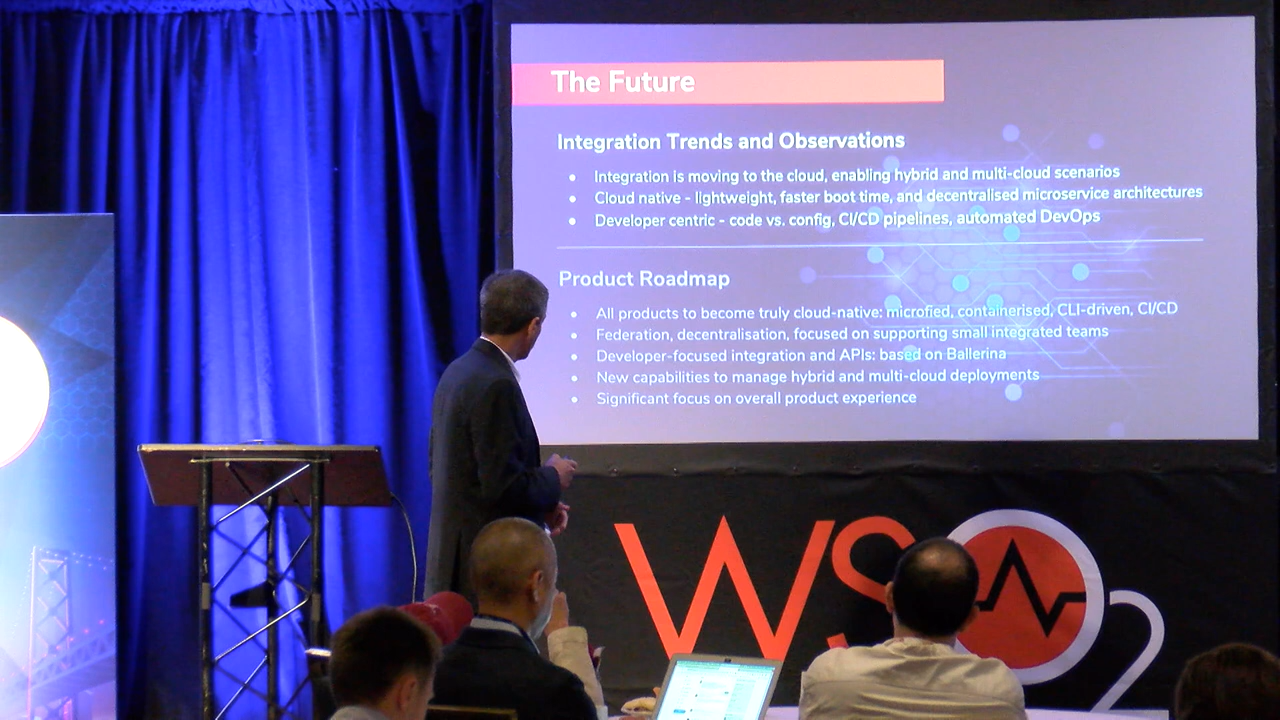 The Future
Integration Trends and Observations
• Integration is moving to the cloud, enabling hybrid and multi-cloud scenarios
• Cloud native - lightweight, faster boot time, and decentralised microservice architectures
• Developer centric - code vs. config, CI/CD pipelines, automated DevOps
Product Roadmap
• All products to become truly cloud-native: microfied, containerised, CLI-driven, CI/CD
• Federation, decentralisation, focused on supporting small integrated teams
• Developer-focused integration and APIs: based on Ballerina
• New capabilities to manage hybrid and multi-cloud deployments
• Significant focus on overall product experience
WSO2